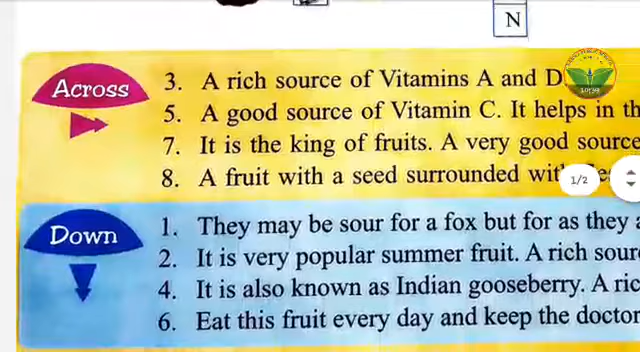 N
Across
3. A rich source of Vitamins A and D
5. A good source of Vitamin C. It helps in th
7. It is the king of fruits. A very good source
8. A fruit with a seed surrounded wit
1/2
Down
1. They may be sour for a fox but for as they a
2. It is very popular summer fruit. A rich sour
4. It is also known as Indian gooseberry. A ric
6. Eat this fruit every day and keep the doctor